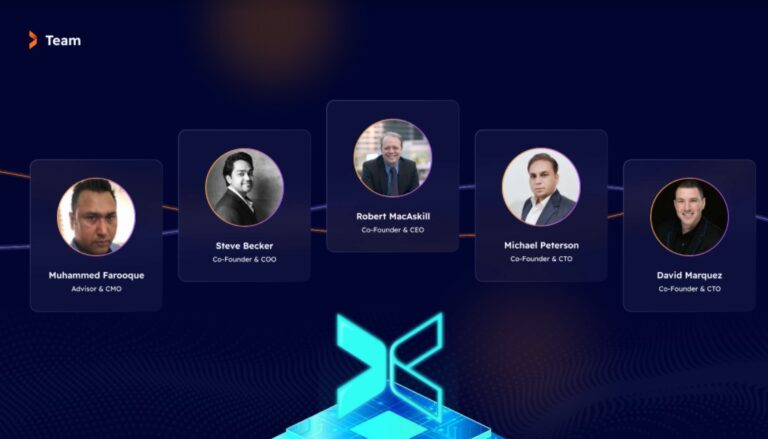 Team
Muhammed Farooque
Advisor & CMO
Steve Becker
Co-Founder & COO
Robert MacAskill
Co-Founder & CEO
Michael Peterson
Co-Founder & CTO
David Marquez
Co-Founder & CTO